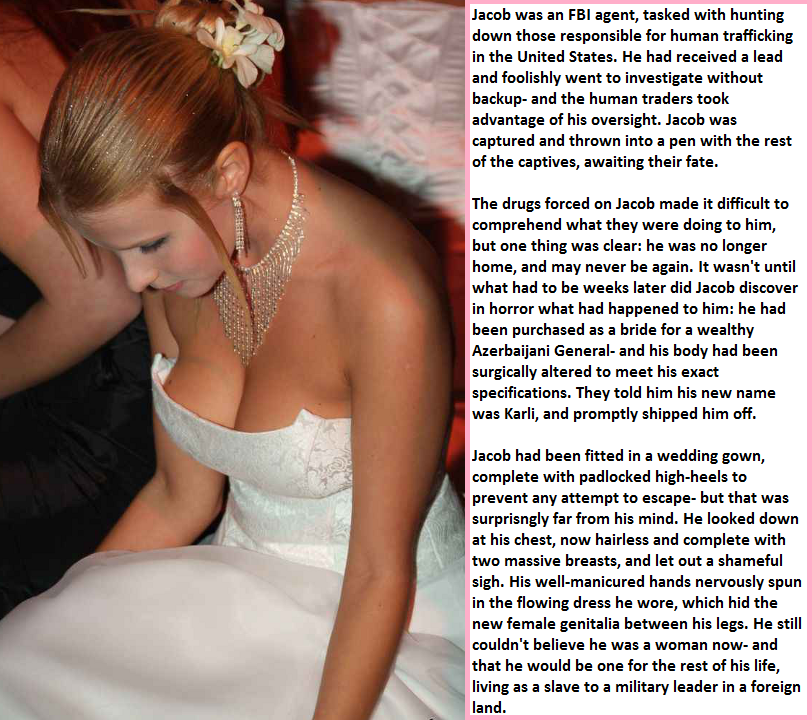 Jacob was an FBI agent, tasked with hunting
down those responsible for human trafficking
in the United States. He had received a lead
and foolishly went to investigate without
backup- and the human traders took
advantage of his oversight. Jacob was
captured and thrown into a pen with the rest
of the captives, awaiting their fate.
The drugs forced on Jacob made it difficult to
comprehend what they were doing to him,
but one thing was clear: he was no longer
home, and may never be again. It wasn't until
what had to be weeks later did Jacob discover
in horror what had happened to him: he had
been purchased as a bride for a wealthy
Azerbaijani General- and his body had been
surgically altered to meet his exact
specifications. They told him his new name
was Karli, and promptly shipped him off.
Jacob had been fitted in a wedding gown,
complete with padlocked high-heels to
prevent any attempt to escape- but that was
surprisngly far from his mind. He looked down
at his chest, now hairless and complete with
two massive breasts, and let out a shameful
sigh. His well-manicured hands nervously spun
in the flowing dress he wore, which hid the
new female genitalia between his legs. He still
couldn't believe he was a woman now- and
that he would be one for the rest of his life,
living as a slave to a military leader in a foreign
land.